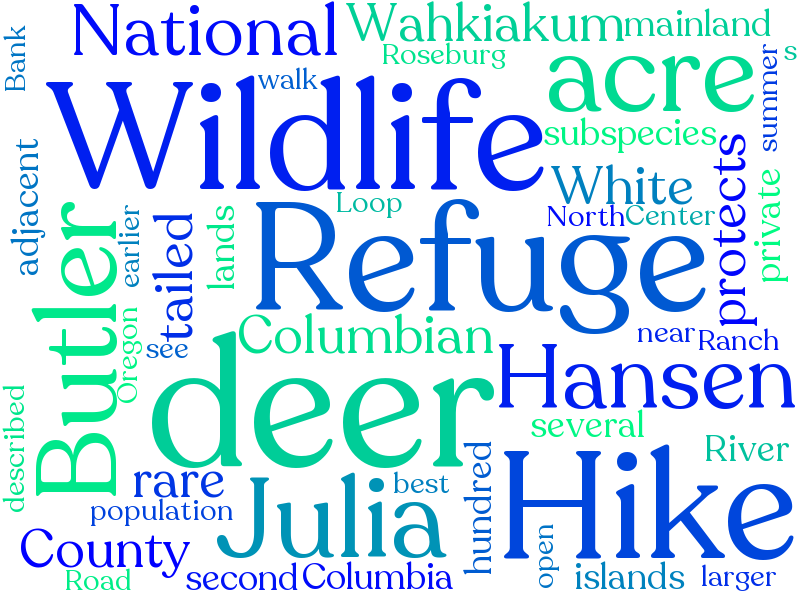 National
Wahkiakum
mainland
Roseburg
s
Bank
walk
acre
summer
Wildlife
subspecies
adjacent
White
protects
private
Loop
North
Center
Refuge
lands
earlier
tailed
Butler
Oregon
see
Columbian
near
Ranch
Hansen
deer
described
several
River
rare
best
hundred
Hike
Julia
population
open
County
Road
second
Columbia
islands
larger